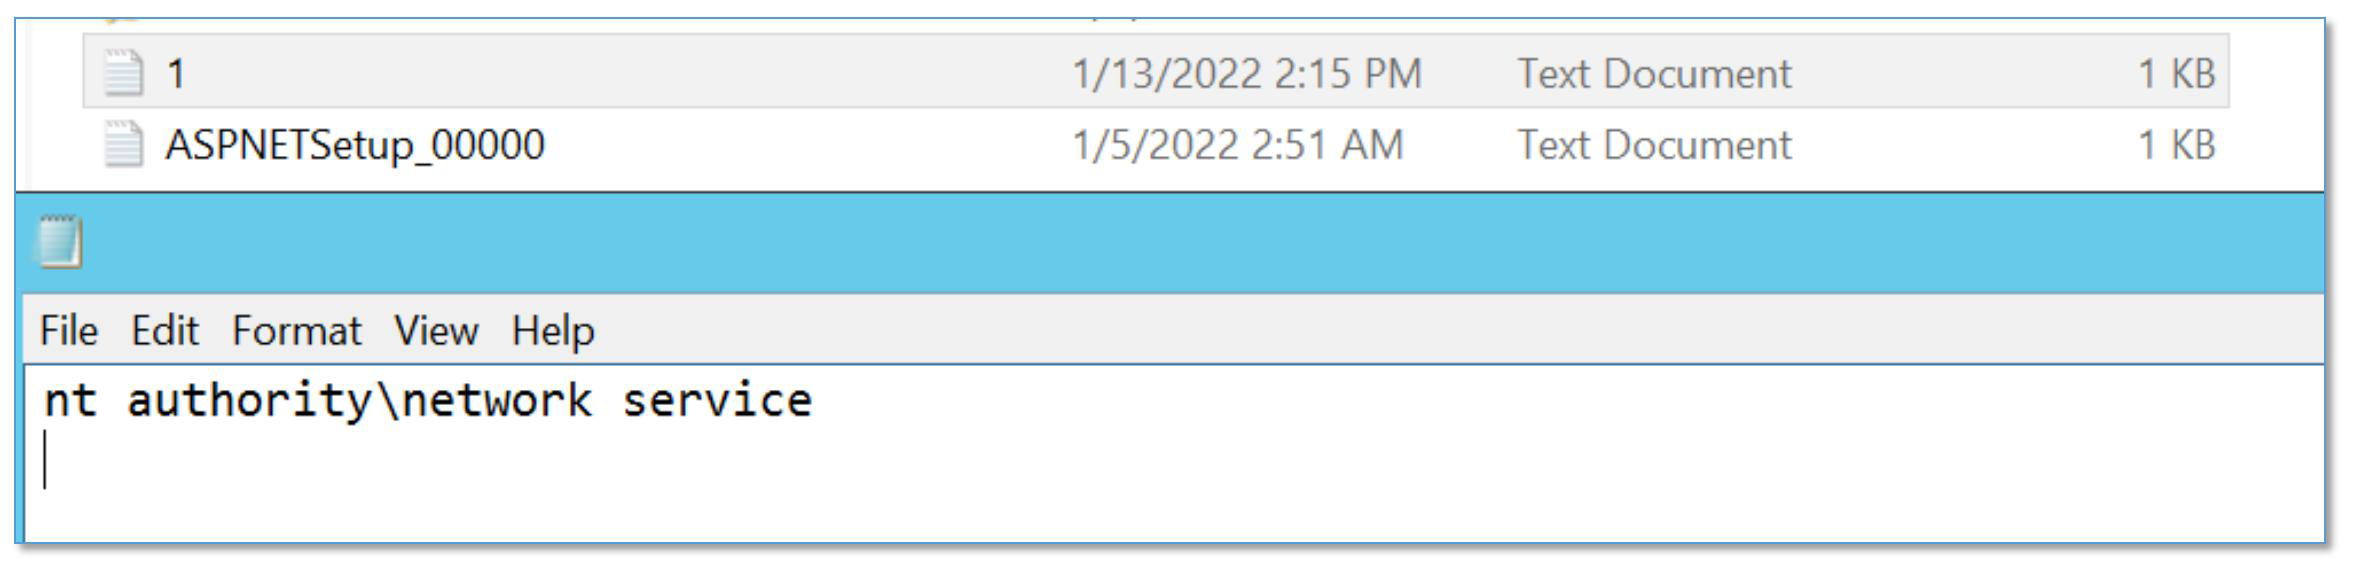 1 1/13/2022 2:15 PM Text Document 1 KB
ASPNETSetup_00000 1/5/2022 2:51 AM Text Document 1 KB
File Edit Format View Help
nt authority\network service